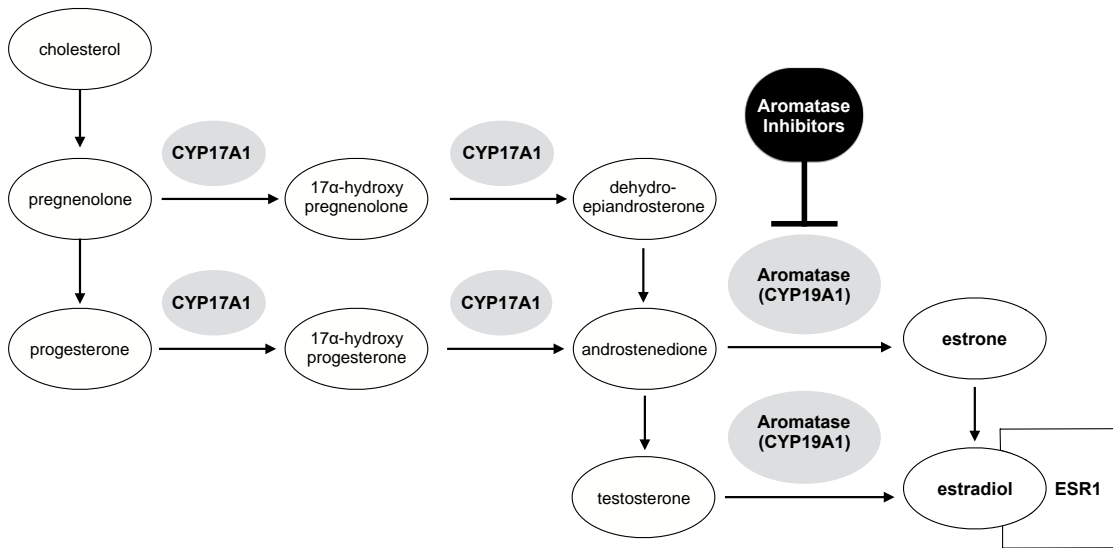 cholesterol
Aromatase
Inhibitors
CYP17A1
CYP17A1
pregnenolone
17α-hydroxy
pregnenolone
dehydro-
epiandrosterone
Aromatase
(CYP19A1)
CYP17A1
CYP17A1
progesterone
17α-hydroxy
progesterone
androstenedione
estrone
Aromatase
(CYP19A1)
testosterone
estradiol
ESR1